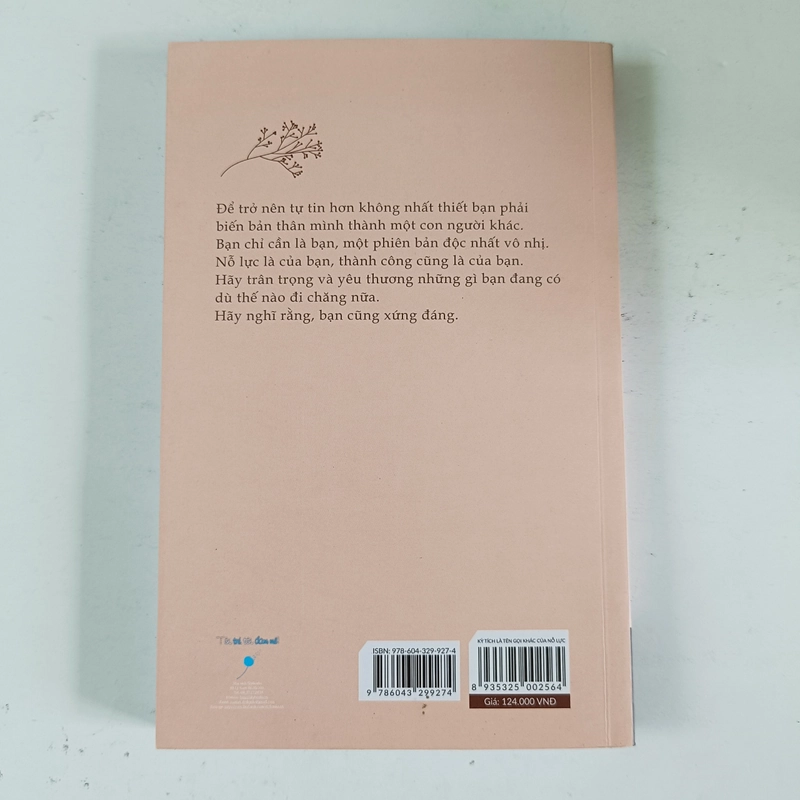 Để trở nên tự tin hơn không nhất thiết bạn phải
biến bản thân mình thành một con người khác.
Bạn chỉ cần là bạn, một phiên bản độc nhất vô nhị.
Nỗ lực là của bạn, thành công cũng là của bạn.
Hãy trân trọng và yêu thương những gì bạn đang có
dù thế nào đi chăng nữa.
Hãy nghĩ rằng, bạn cũng xứng đáng.
ISBN: 978-604-329-927-4
9 786043 299274
KỲ TÍCH LÀ TÊN GỌI KHÁC CỦA NỖ LỰC
8 935325 002564
Giá: 124.000 VNĐ